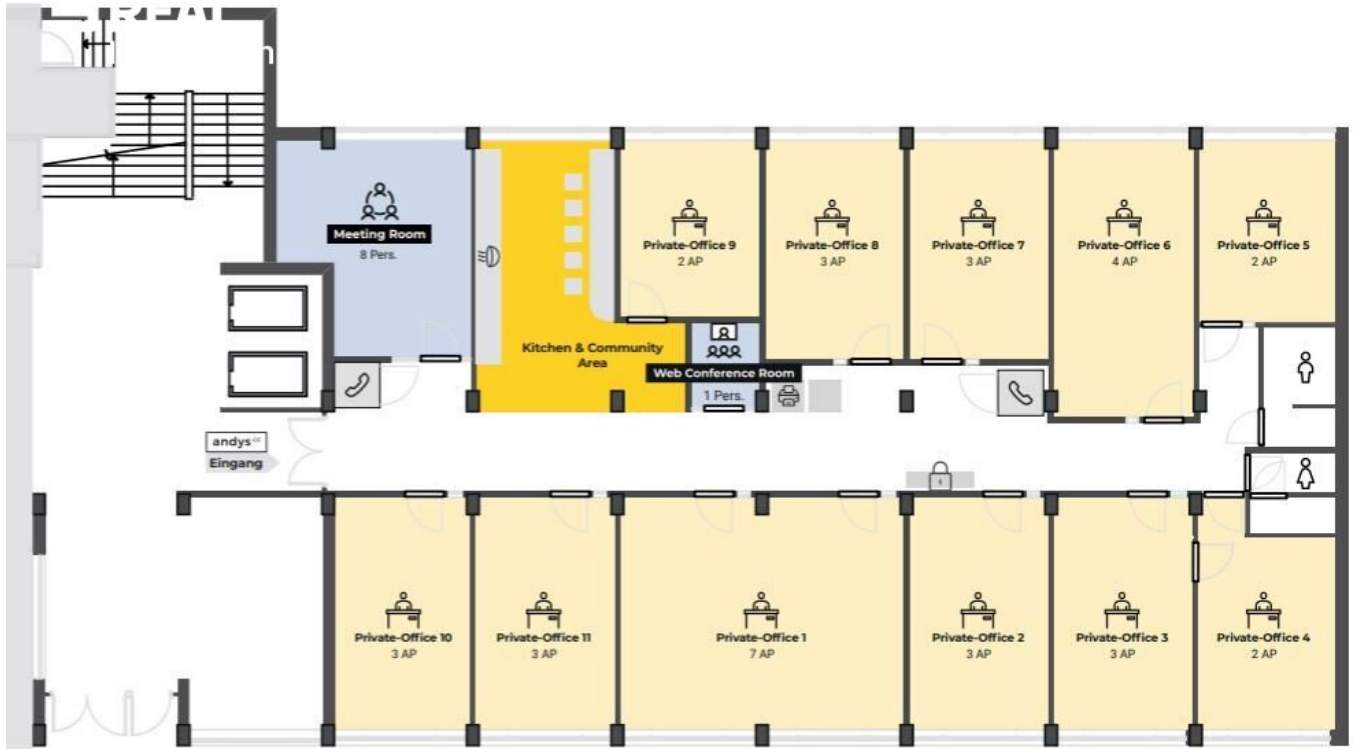 REAL
Meeting Room
8 Pers.
Private-Office 9
2 AP
Private-Office 8
3 AP
Private-Office 7
3 AP
Private-Office 6
4 AP
Private-Office 5
2 AP
Kitchen & Community
Area
Web Conference Room
1 Pers.
andys cc
Eingang
Private-Office 10
3 AP
Private-Office 11
3 AP
Private-Office 1
7 AP
Private-Office 2
3 AP
Private-Office 3
3 AP
Private-Office 4
2 AP